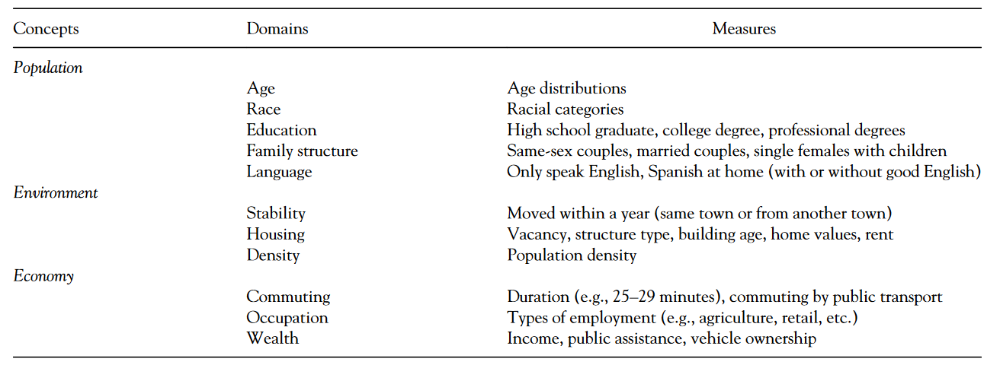 Concepts Domains Measures
Population
Age Age distributions
Race Racial categories
Education High school graduate, college degree, professional degrees
Family structure Same-sex couples, married couples, single females with children
Language Only speak English, Spanish at home (with or without good English)
Environment
Stability Moved within a year (same town or from another town)
Housing Vacancy, structure type, building age, home values, rent
Density Population density
Economy
Commuting Duration (e.g., 25–29 minutes), commuting by public transport
Occupation Types of employment (e.g., agriculture, retail, etc.)
Wealth Income, public assistance, vehicle ownership